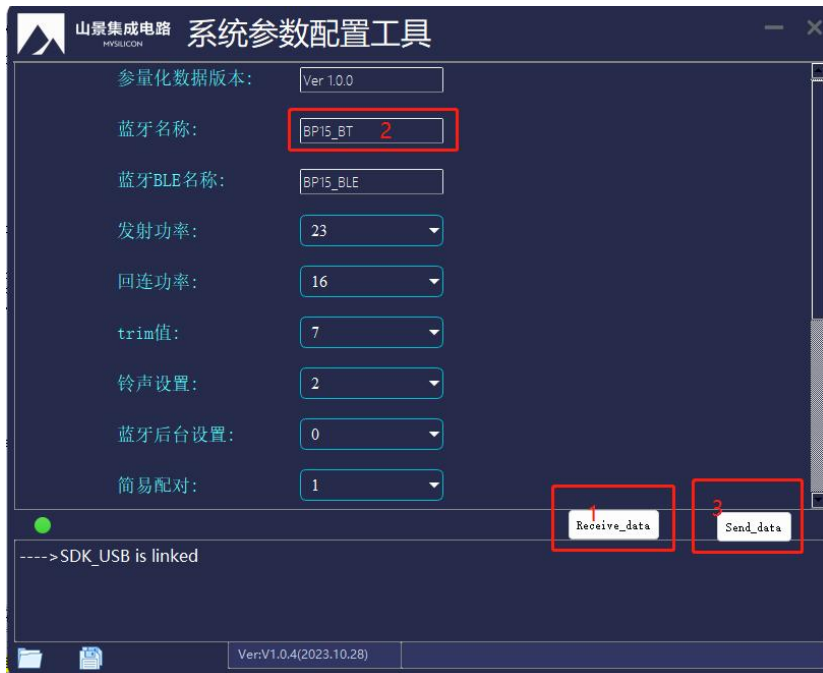 山景集成电路 系统参数配置工具
MVSILICON
参量化数据版本: Ver 1.0.0
蓝牙名称: BP15_BT 2
蓝牙BLE名称: BP15_BLE
发射功率: 23
回连功率: 16
trim值: 7
铃声设置: 2
蓝牙后台设置: 0
简易配对: 1
1 3
Receive_data Send_data
---->SDK_USB is linked
Ver:V1.0.4(2023.10.28)